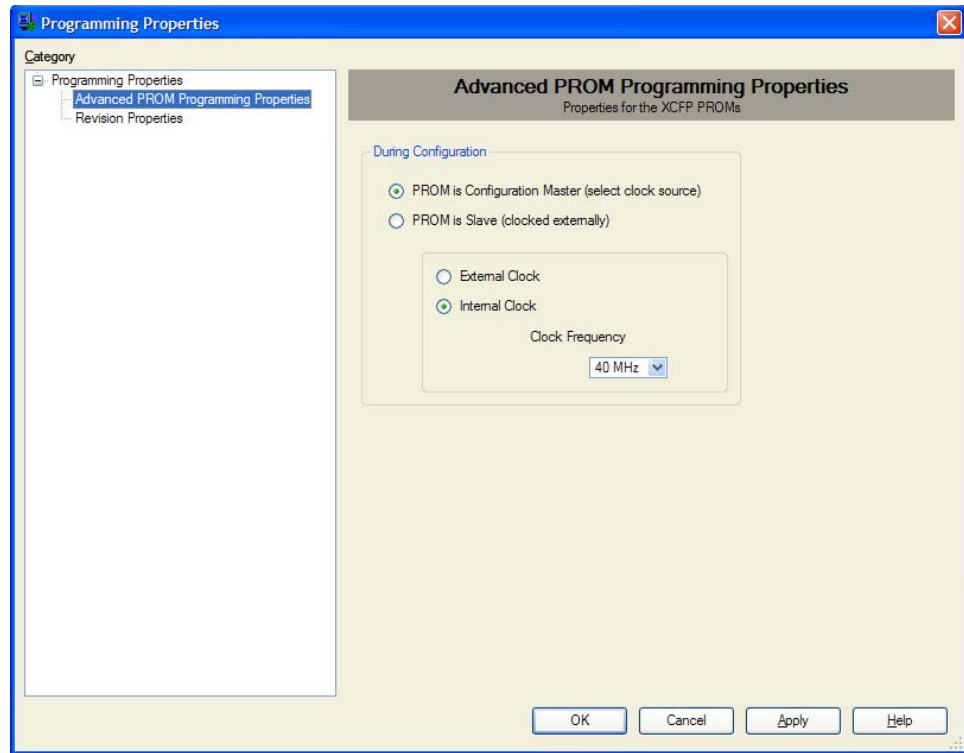 Programming Properties
Category
Programming Properties
Advanced PROM Programming Properties
Revision Properties
Advanced PROM Programming Properties
Properties for the XCFP PROMs
During Configuration
PROM is Configuration Master (select clock source)
PROM is Slave (clocked externally)
External Clock
Internal Clock
Clock Frequency
40 MHz
OK Cancel Apply Help